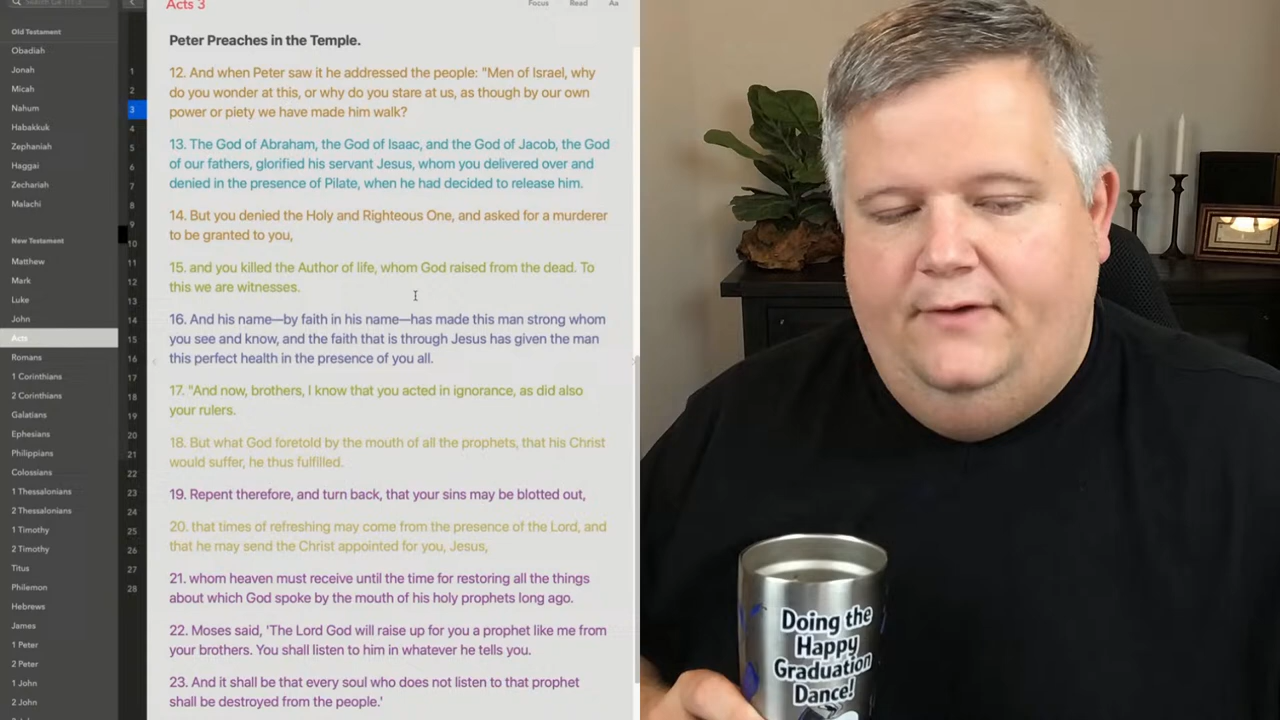 Search
Old Testament
Obadiah
Jonah
Micah
Nahum
Habakkuk
Zephaniah
Haggai
Zechariah
Malachi
New Testament
Matthew
Mark
Luke
John
Acts
Romans
1 Corinthians
2 Corinthians
Galatians
Ephesians
Philippians
Colossians
1 Thessalonians
2 Thessalonians
1 Timothy
2 Timothy
Titus
Philemon
Hebrews
James
1 Peter
2 Peter
1 John
2 John
1
2
3
4
5
6
7
8
9
10
11
12
13
14
15
16
17
18
19
20
21
22
23
24
25
26
27
28
Acts 3
Focus
Read
Aa
Peter Preaches in the Temple.
12. And when Peter saw it he addressed the people: "Men of Israel, why
do you wonder at this, or why do you stare at us, as though by our own
power or piety we have made him walk?
13. The God of Abraham, the God of Isaac, and the God of Jacob, the God
of our fathers, glorified his servant Jesus, whom you delivered over and
denied in the presence of Pilate, when he had decided to release him.
14. But you denied the Holy and Righteous One, and asked for a murderer
to be granted to you,
15. and you killed the Author of life, whom God raised from the dead. To
this we are witnesses.
16. And his name—by faith in his name—has made this man strong whom
you see and know, and the faith that is through Jesus has given the man
this perfect health in the presence of you all.
17. "And now, brothers, I know that you acted in ignorance, as did also
your rulers.
18. But what God foretold by the mouth of all the prophets, that his Christ
would suffer, he thus fulfilled.
19. Repent therefore, and turn back, that your sins may be blotted out,
20. that times of refreshing may come from the presence of the Lord, and
that he may send the Christ appointed for you, Jesus,
21. whom heaven must receive until the time for restoring all the things
about which God spoke by the mouth of his holy prophets long ago.
22. Moses said, 'The Lord God will raise up for you a prophet like me from
your brothers. You shall listen to him in whatever he tells you.
23. And it shall be that every soul who does not listen to that prophet
shall be destroyed from the people.'
Doing the
Happy
Graduation
Dance!